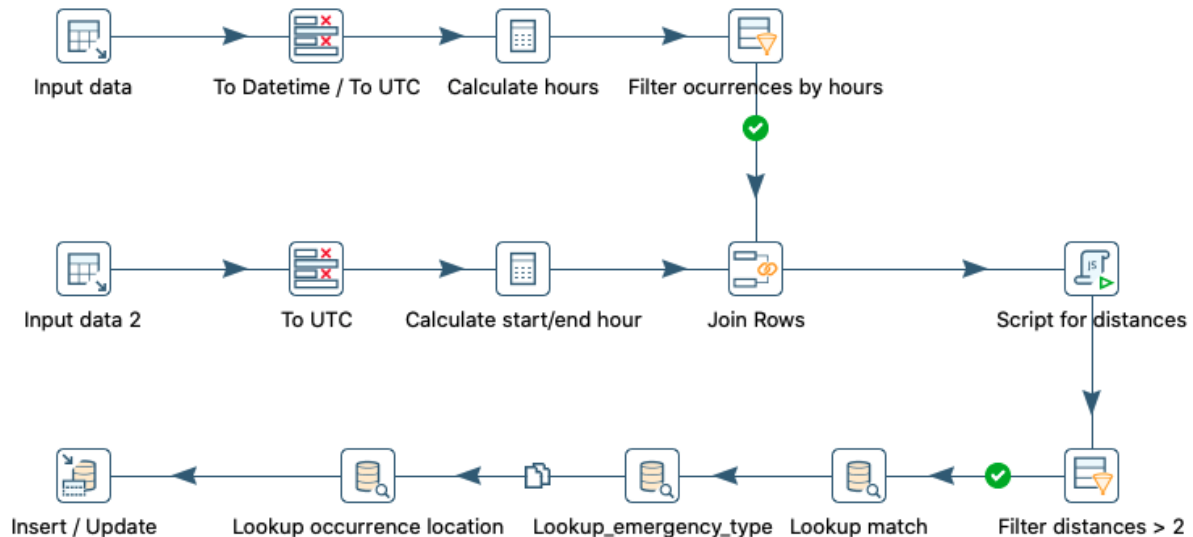 Input data
To Datetime / To UTC
Calculate hours
Filter ocurrences by hours
Input data 2
To UTC
Calculate start/end hour
Join Rows
JS
Script for distances
Insert / Update
Lookup occurrence location
Lookup_emergency_type
Lookup match
Filter distances > 2